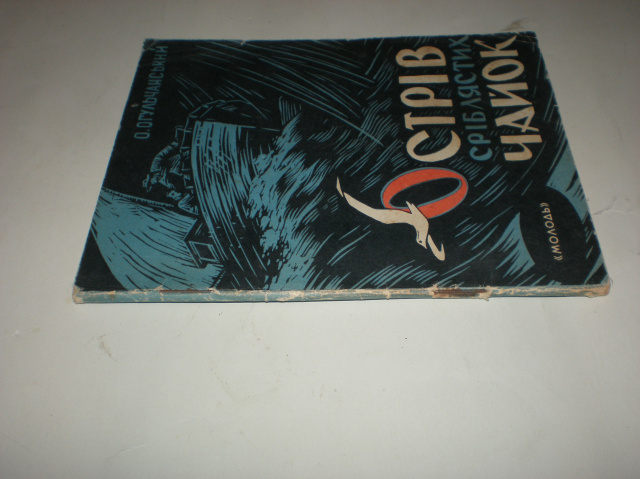 О. ОГУЛЬЧАНСЬКИЙ
ОСТРІВ
СРІБЛЯСТИХ
ЧАЙОК
«МОЛОДЬ»